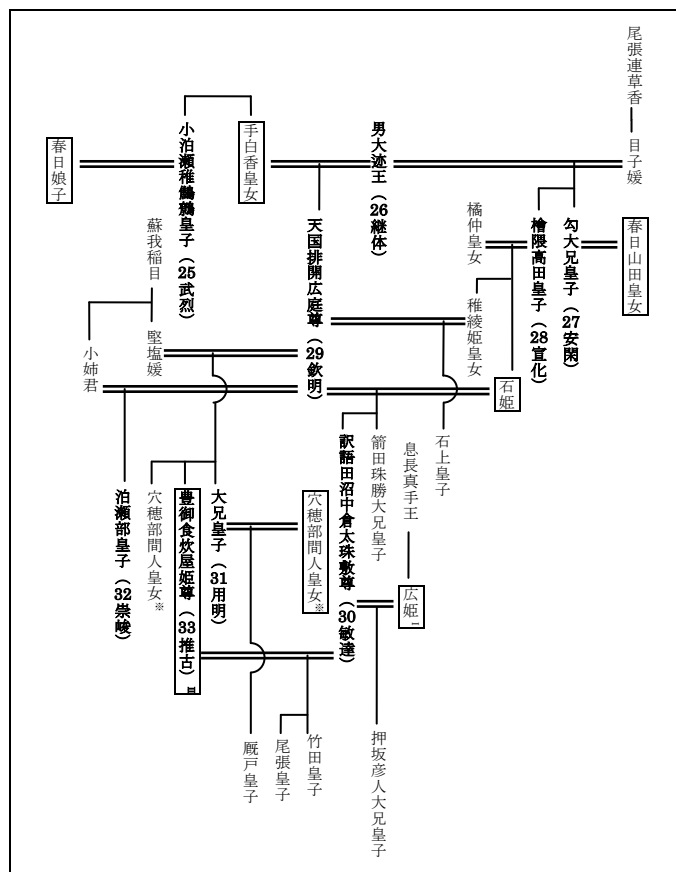 尾張連草香
目子媛
春日山田皇女
勾大兄皇子（27安閑）
檜隈高田皇子（28宣化）
橘仲皇女
稚綾姫皇女
石姫
男大迹王（26継体）
手白香皇女
天国排開広庭尊（29欽明）
小泊瀬稚鷦鷯皇子（25武烈）
春日娘子
蘇我稲目
堅塩媛
小姉君
石上皇子
息長真手王
広姫
箭田珠勝大兄皇子
訳語田渟中倉太珠敷尊（30敏達）
穴穂部間人皇女※
大兄皇子（31用明）
豊御食炊屋姫尊（33推古）
穴穂部間人皇女※
泊瀬部皇子（32崇峻）
押坂彦人大兄皇子
竹田皇子
尾張皇子
厩戸皇子